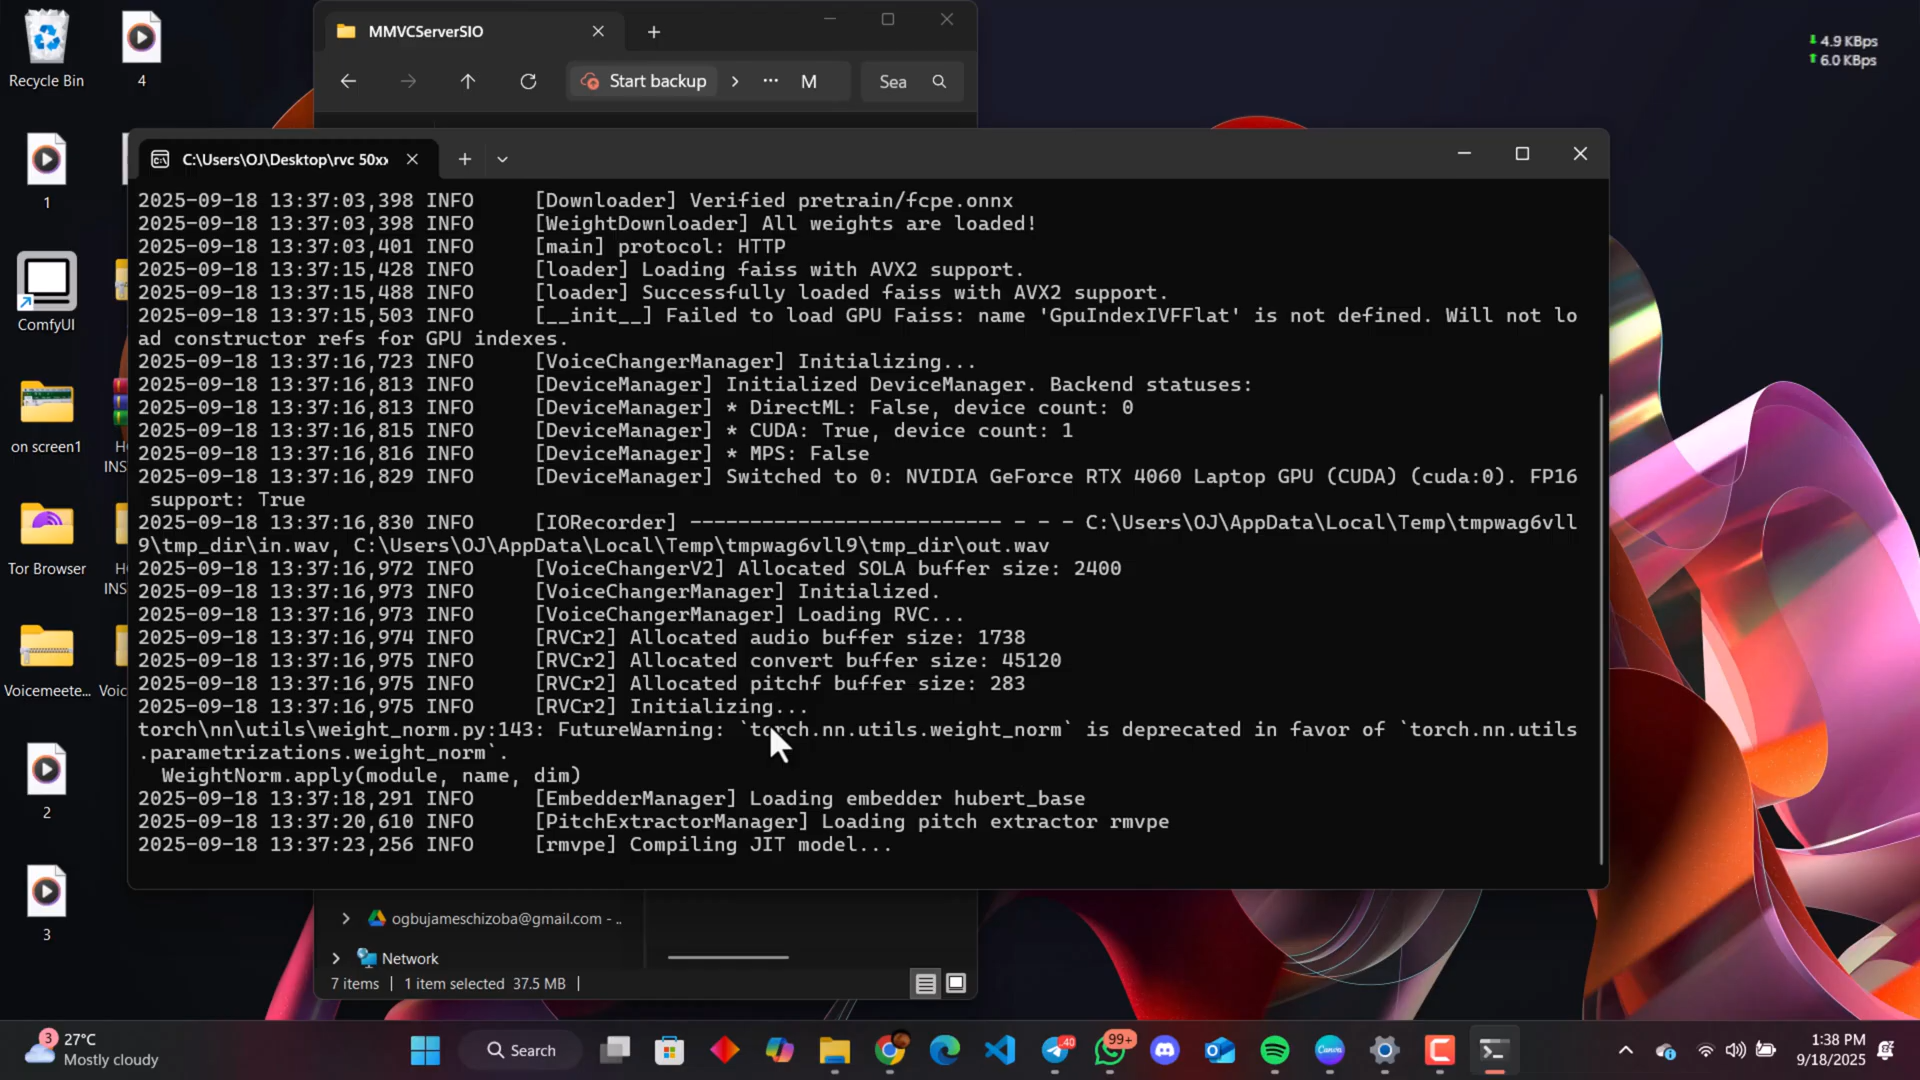 MMVCServerSIO
Start backup
M
Sea
4.9 KBps
6.0 KBps
Recycle Bin
4
1
ComfyUI
on screen1
Tor Browser
Voicemeete...
2
3
C:\Users\OJ\Desktop\rvc 50xx
2025-09-18 13:37:03,398 INFO [Downloader] Verified pretrain/fcpe.onnx
2025-09-18 13:37:03,398 INFO [WeightDownloader] All weights are loaded!
2025-09-18 13:37:03,401 INFO [main] protocol: HTTP
2025-09-18 13:37:15,428 INFO [loader] Loading faiss with AVX2 support.
2025-09-18 13:37:15,488 INFO [loader] Successfully loaded faiss with AVX2 support.
2025-09-18 13:37:15,503 INFO [__init__] Failed to load GPU Faiss: name 'GpuIndexIVFFlat' is not defined. Will not lo
ad constructor refs for GPU indexes.
2025-09-18 13:37:16,723 INFO [VoiceChangerManager] Initializing...
2025-09-18 13:37:16,813 INFO [DeviceManager] Initialized DeviceManager. Backend statuses:
2025-09-18 13:37:16,813 INFO [DeviceManager] * DirectML: False, device count: 0
2025-09-18 13:37:16,815 INFO [DeviceManager] * CUDA: True, device count: 1
2025-09-18 13:37:16,816 INFO [DeviceManager] * MPS: False
2025-09-18 13:37:16,829 INFO [DeviceManager] Switched to 0: NVIDIA GeForce RTX 4060 Laptop GPU (CUDA) (cuda:0). FP16
support: True
2025-09-18 13:37:16,830 INFO [IORecorder] -------------------------- - - - C:\Users\OJ\AppData\Local\Temp\tmpwag6vll
9\tmp_dir\in.wav, C:\Users\OJ\AppData\Local\Temp\tmpwag6vll9\tmp_dir\out.wav
2025-09-18 13:37:16,972 INFO [VoiceChangerV2] Allocated SOLA buffer size: 2400
2025-09-18 13:37:16,973 INFO [VoiceChangerManager] Initialized.
2025-09-18 13:37:16,973 INFO [VoiceChangerManager] Loading RVC...
2025-09-18 13:37:16,974 INFO [RVCr2] Allocated audio buffer size: 1738
2025-09-18 13:37:16,975 INFO [RVCr2] Allocated convert buffer size: 45120
2025-09-18 13:37:16,975 INFO [RVCr2] Allocated pitchf buffer size: 283
2025-09-18 13:37:16,975 INFO [RVCr2] Initializing...
torch\nn\utils\weight_norm.py:143: FutureWarning: `torch.nn.utils.weight_norm` is deprecated in favor of `torch.nn.utils
.parametrizations.weight_norm`.
WeightNorm.apply(module, name, dim)
2025-09-18 13:37:18,291 INFO [EmbedderManager] Loading embedder hubert_base
2025-09-18 13:37:20,610 INFO [PitchExtractorManager] Loading pitch extractor rmvpe
2025-09-18 13:37:23,256 INFO [rmvpe] Compiling JIT model...
ogbujameschizoba@gmail.com - ..
Network
7 items
1 item selected 37.5 MB
3
27°C
Mostly cloudy
Search
.40
99+
1:38 PM
9/18/2025